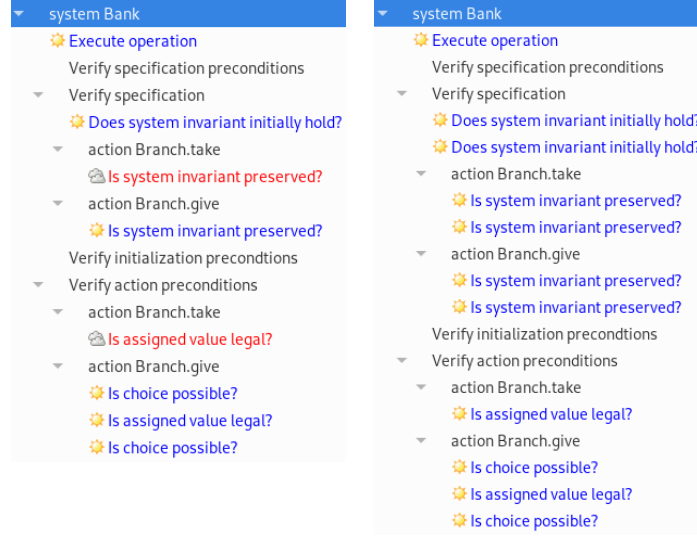 system Bank
Execute operation
Verify specification preconditions
Verify specification
Does system invariant initially hold?
action Branch.take
Is system invariant preserved?
action Branch.give
Is system invariant preserved?
Verify initialization precondtions
Verify action preconditions
action Branch.take
Is assigned value legal?
action Branch.give
Is choice possible?
Is assigned value legal?
Is choice possible?
system Bank
Execute operation
Verify specification preconditions
Verify specification
Does system invariant initially hold?
Does system invariant initially hold?
action Branch.take
Is system invariant preserved?
Is system invariant preserved?
action Branch.give
Is system invariant preserved?
Is system invariant preserved?
Verify initialization precondtions
Verify action preconditions
action Branch.take
Is assigned value legal?
action Branch.give
Is choice possible?
Is assigned value legal?
Is choice possible?